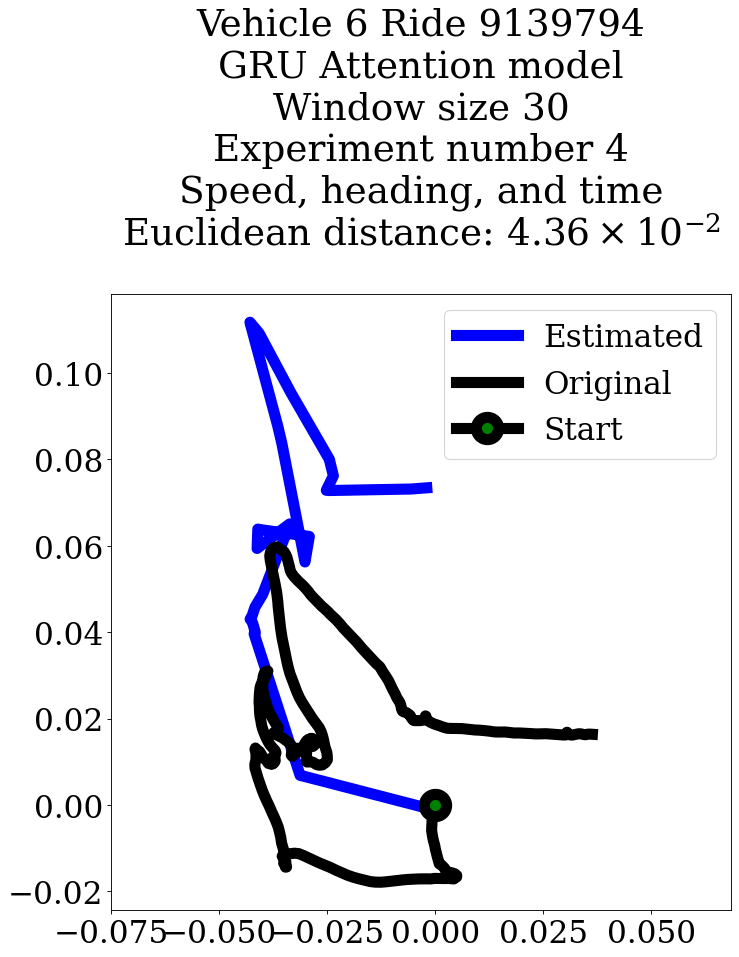 Vehicle 6 Ride 9139794
GRU Attention model
Window size 30
Experiment number 4
Speed, heading, and time
Euclidean distance: 4.36 × 10⁻²
Estimated
Original
Start
0.10
0.08
0.06
0.04
0.02
0.00
−0.02
−0.075 −0.050 −0.025 0.000 0.025 0.050